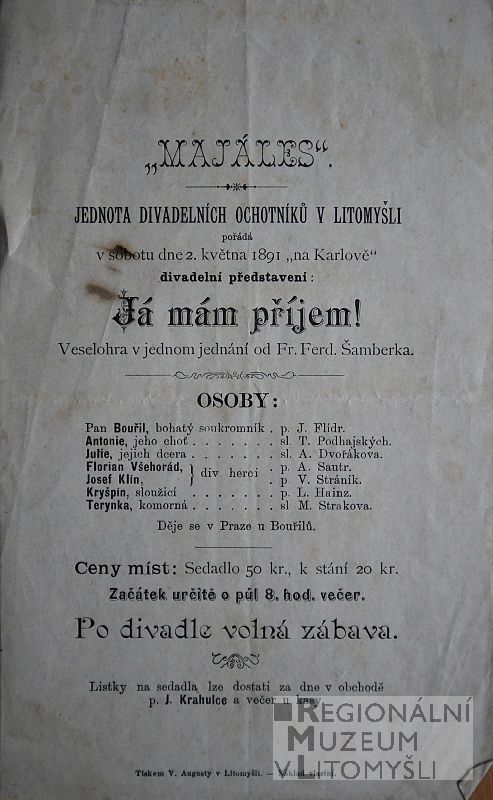 „MAJÁLES“.
JEDNOTA DIVADELNÍCH OCHOTNÍKŮ V LITOMYŠLI
pořádá
v sobotu dne 2. května 1891 „na Karlově“
divadelní představení:
Já mám příjem!
Veselohra v jednom jednání od Fr. Ferd. Šamberka.
OSOBY:
Pan Bouřil, bohatý soukromník . p. J. Flídr.
Antonie, jeho choť . . . . . . . sl. T. Podhajských.
Julie, jejich dcera . . . . . . . sl. A. Dvořákova.
Florian Všehorád, } div. herci . p. A. Sautr.
Josef Klín, . p. V. Stráník.
Kryšpín, sloužící . . . . . . . p. L. Hainz.
Terynka, komorná . . . . . . . sl M. Strakova.
Děje se v Praze u Bouřilů.
Ceny míst: Sedadlo 50 kr., k stání 20 kr.
Začátek určitě o půl 8. hod. večer.
Po divadle volná zábava.
Lístky na sedadla lze dostati za dne v obchodě
p. J. Krahulce a večer u kasy
Tiskem V. Augusty v Litomyšli. — Náklad vlastní.
REGIONÁLNÍ
MUZEUM
V LITOMYŠLI